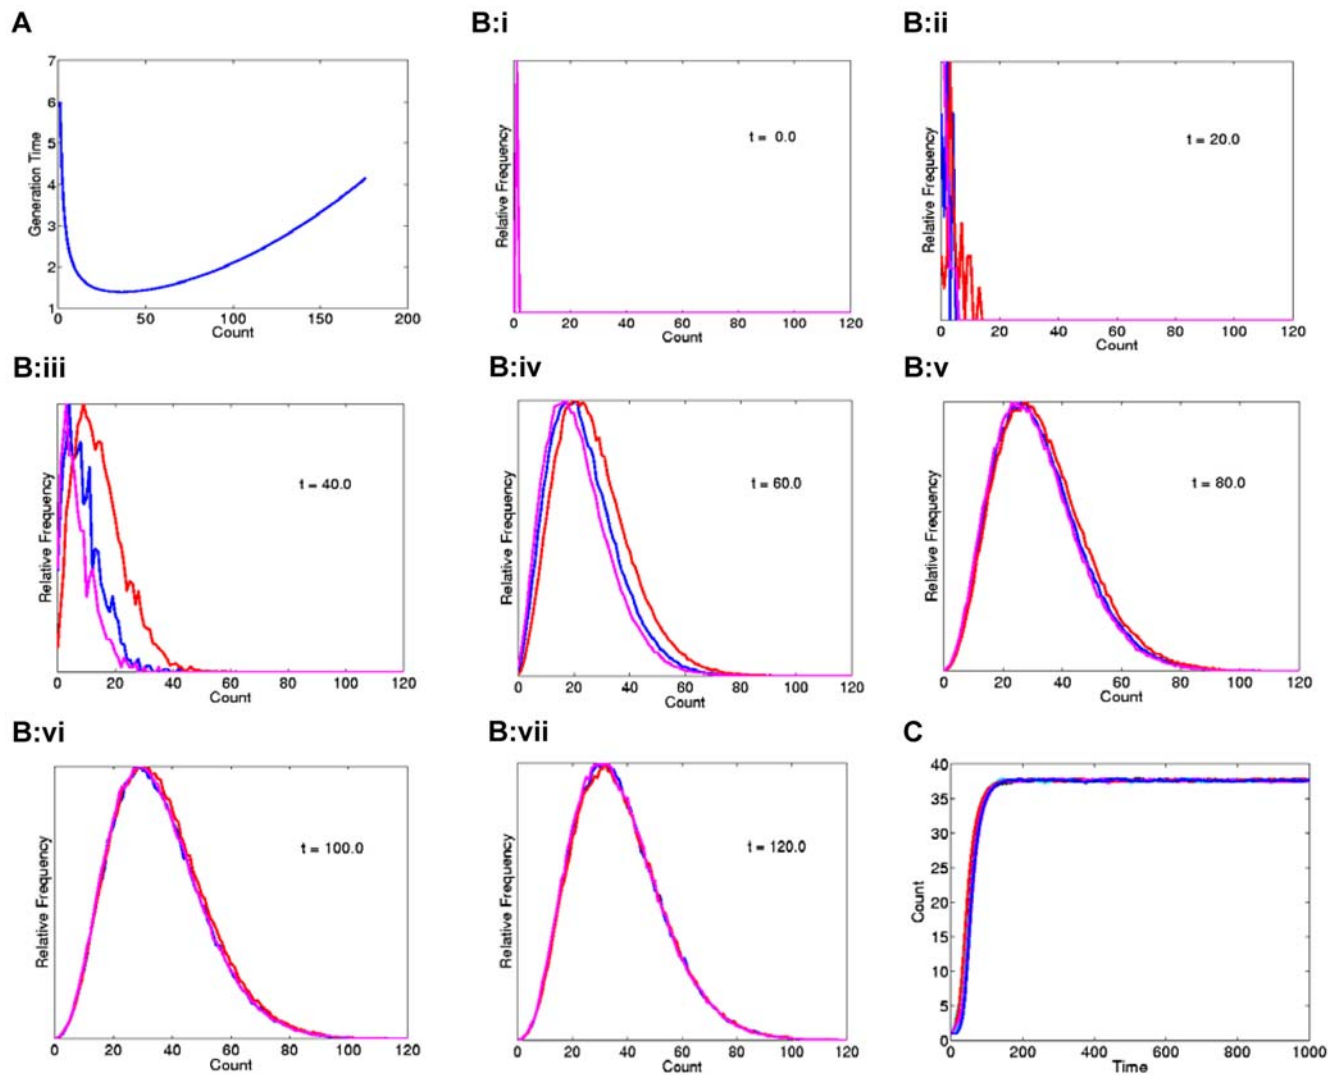 A
B:i
B:ii
7
6
5
4
3
2
1
Generation Time
0 50 100 150 200
Count
Relative Frequency
t = 0.0
0 20 40 60 80 100 120
Count
Relative Frequency
t = 20.0
0 20 40 60 80 100 120
Count
B:iii
B:iv
B:v
Relative Frequency
t = 40.0
0 20 40 60 80 100 120
Count
Relative Frequency
t = 60.0
0 20 40 60 80 100 120
Count
Relative Frequency
t = 80.0
0 20 40 60 80 100 120
Count
B:vi
B:vii
C
Relative Frequency
t = 100.0
0 20 40 60 80 100 120
Count
Relative Frequency
t = 120.0
0 20 40 60 80 100 120
Count
40
35
30
25
20
15
10
5
0
Count
0 200 400 600 800 1000
Time